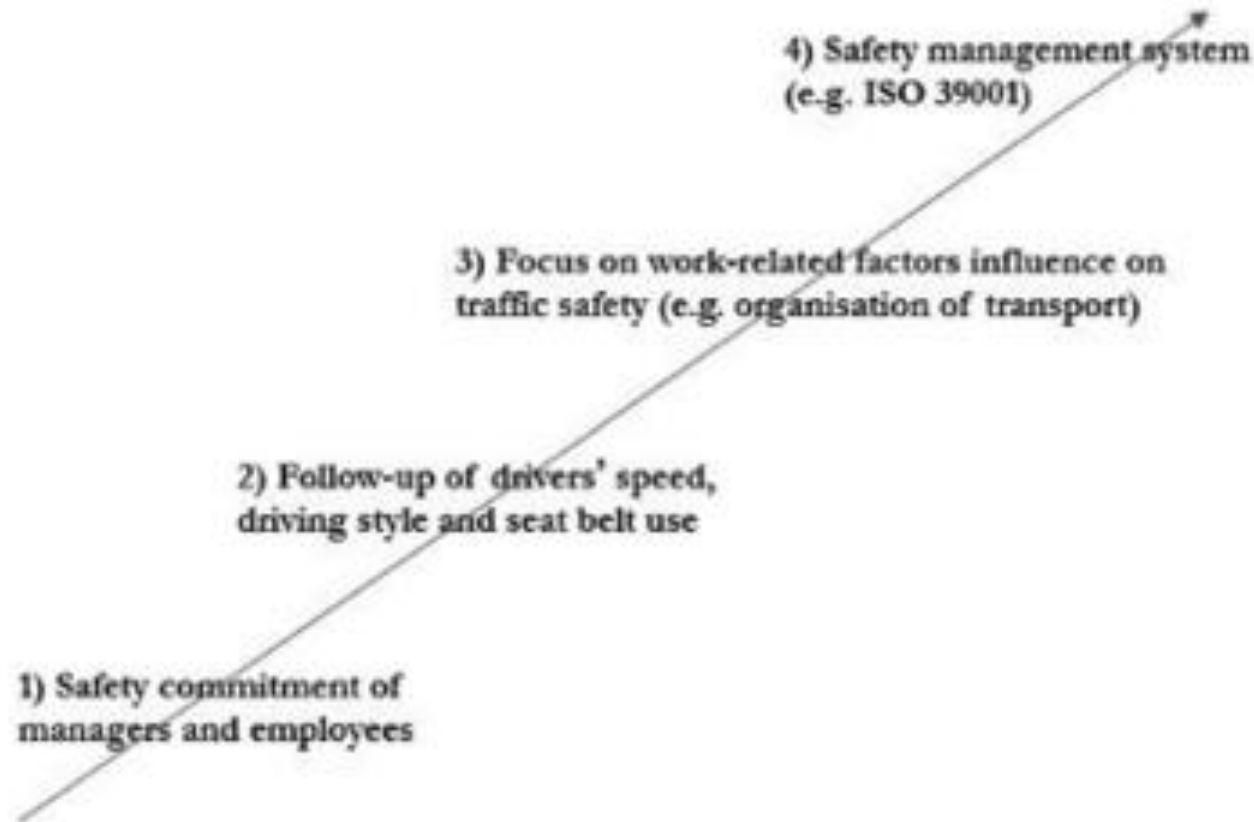 4) Safety management system
(e.g. ISO 39001)
3) Focus on work-related factors influence on
traffic safety (e.g. organisation of transport)
2) Follow-up of drivers' speed,
driving style and seat belt use
1) Safety commitment of
managers and employees